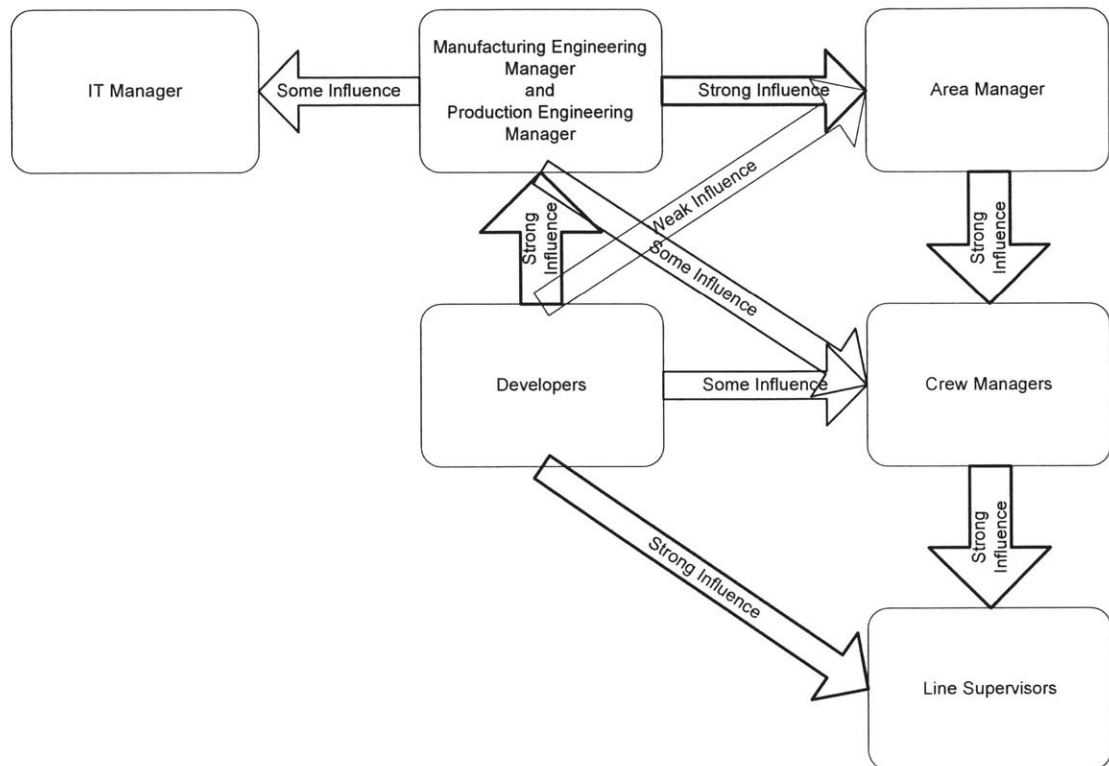 IT Manager
Some Influence
Manufacturing Engineering
Manager
and
Production Engineering
Manager
Strong Influence
Area Manager
Strong
Influence
Weak Influence
Some Influence
Strong
Influence
Developers
Some Influence
Crew Managers
Strong Influence
Strong
Influence
Line Supervisors